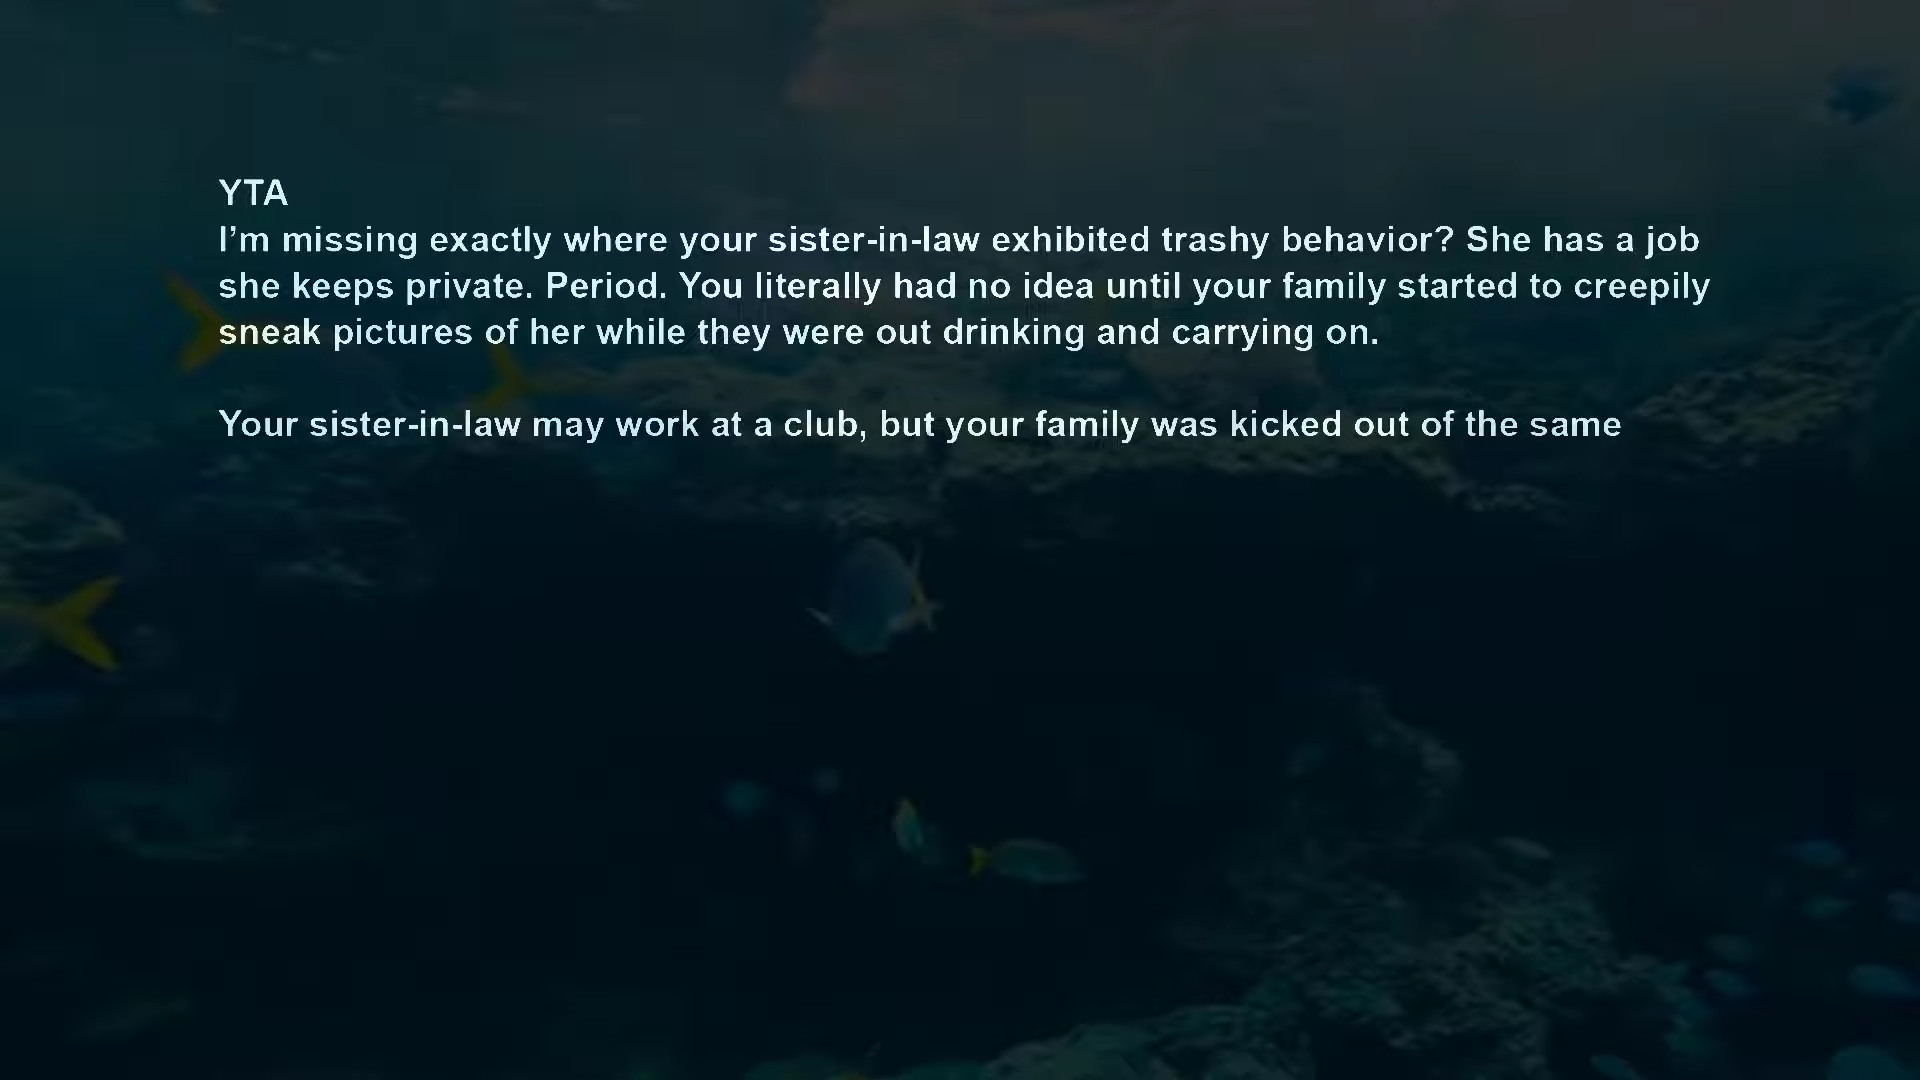 YTA
I’m missing exactly where your sister-in-law exhibited trashy behavior? She has a job
she keeps private. Period. You literally had no idea until your family started to creepily
sneak pictures of her while they were out drinking and carrying on.
Your sister-in-law may work at a club, but your family was kicked out of the same